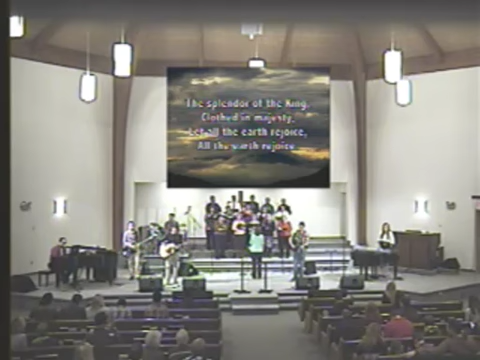 The splendor of the King,
Clothed in majesty,
Let all the earth rejoice,
All the earth rejoice